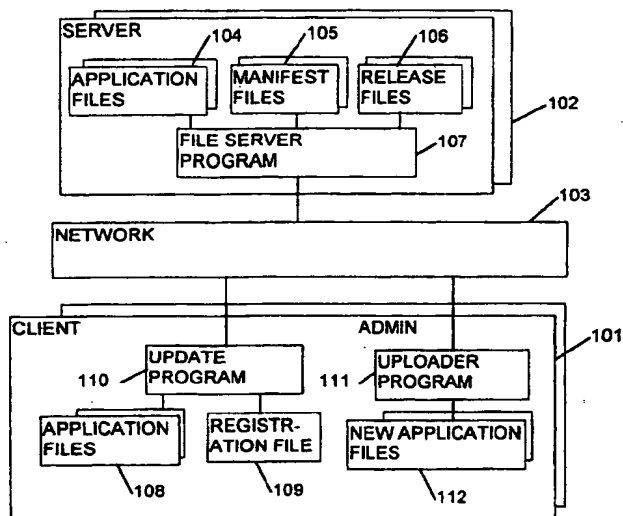 SERVER
104
105
106
APPLICATION
FILES
MANIFEST
FILES
RELEASE
FILES
102
FILE SERVER
PROGRAM
107
103
NETWORK
CLIENT
ADMIN
101
UPDATE
PROGRAM
110
UPLOADER
PROGRAM
111
APPLICATION
FILES
REGISTR-
ATION FILE
NEW APPLICATION
FILES
108
109
112